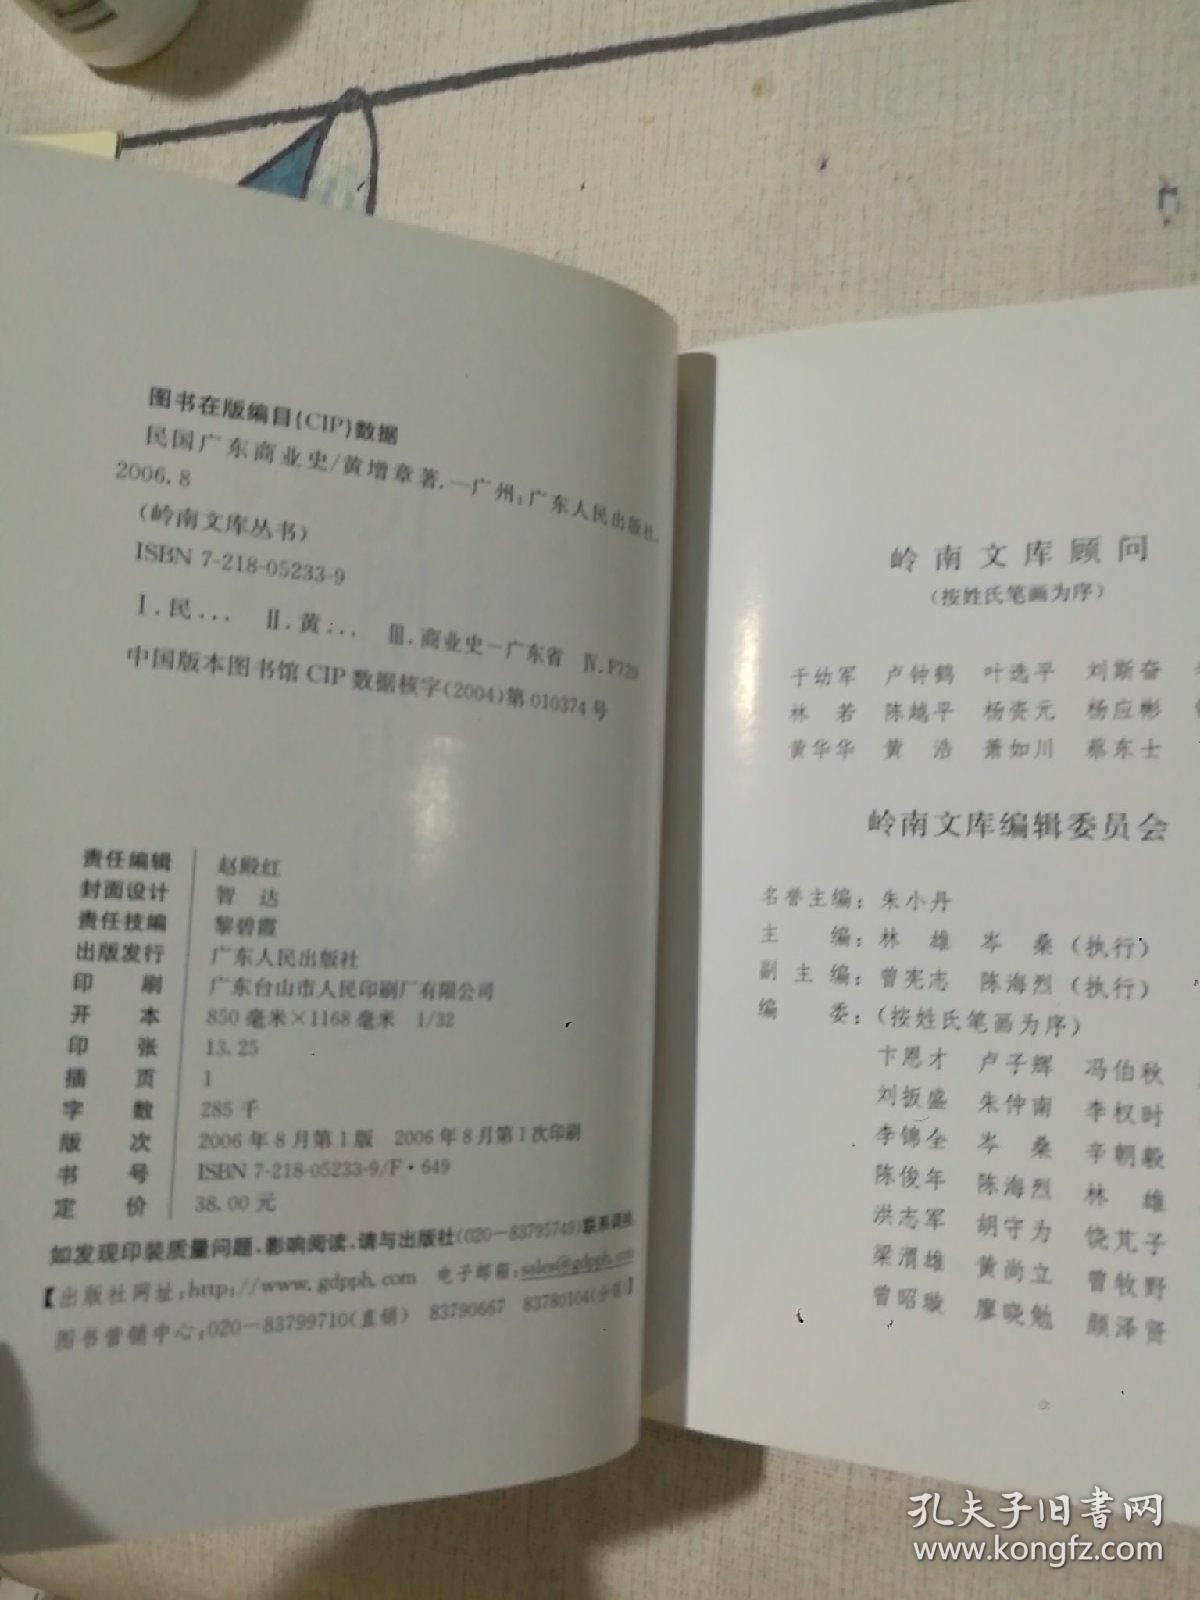 图书在版编目(CIP)数据
民国广东商业史/黄增章著.—广州：广东人民出版社，
2006.8
(岭南文库丛书)
ISBN 7-218-05233-9
Ⅰ.民... Ⅱ.黄... Ⅲ.商业史-广东省 Ⅳ.F729
中国版本图书馆CIP数据核字(2004)第010374号
责任编辑 赵殿红
封面设计 智 达
责任技编 黎碧霞
出版发行 广东人民出版社
印 刷 广东台山市人民印刷厂有限公司
开 本 850毫米×1168毫米 1/32
印 张 13.25
插 页 1
字 数 285千
版 次 2006年8月第1版 2006年8月第1次印刷
书 号 ISBN 7-218-05233-9/F·649
定 价 38.00元
如发现印装质量问题,影响阅读,请与出版社(020-83795749)联系调换.
【出版社网址:http://www.gdpph.com 电子邮箱:sales@gdpph.com
图书营销中心:020-83799710(直销) 83790667 83780104(分销)】
岭南文库顾问
(按姓氏笔画为序)
于幼军 卢钟鹤 叶选平 刘斯奋
林 若 陈越平 杨资元 杨应彬
黄华华 黄 浩 萧如川 蔡东士
岭南文库编辑委员会
名誉主编：朱小丹
主 编：林 雄 岑 桑(执行)
副主编：曾宪志 陈海烈(执行)
编 委：(按姓氏笔画为序)
卞恩才 卢子辉 冯伯秋
刘扳盛 朱仲南 李权时
李锦全 岑 桑 辛朝毅
陈俊年 陈海烈 林 雄
洪志军 胡守为 饶芃子
梁渭雄 黄尚立 曾牧野
曾昭璇 廖晓勉 颜泽贤
孔夫子旧书网
www.kongfz.com